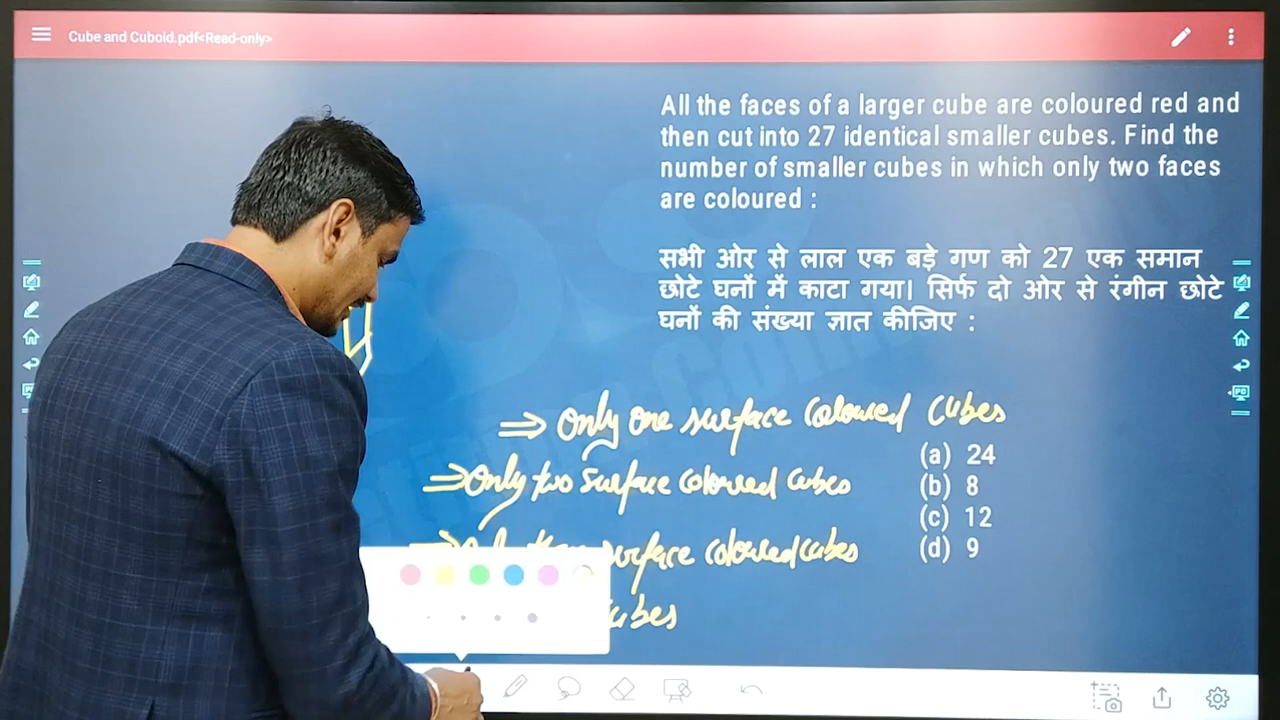 Cube and Cuboid.pdf<Read-only>
All the faces of a larger cube are coloured red and
then cut into 27 identical smaller cubes. Find the
number of smaller cubes in which only two faces
are coloured :
सभी ओर से लाल एक बड़े गण को 27 एक समान
छोटे घनों में काटा गया। सिर्फ दो ओर से रंगीन छोटे
घनों की संख्या ज्ञात कीजिए :
⇒ Only one surface coloured cubes
(a) 24
⇒ Only two surface coloured cubes
(b) 8
(c) 12
surface coloured cubes
(d) 9
cubes